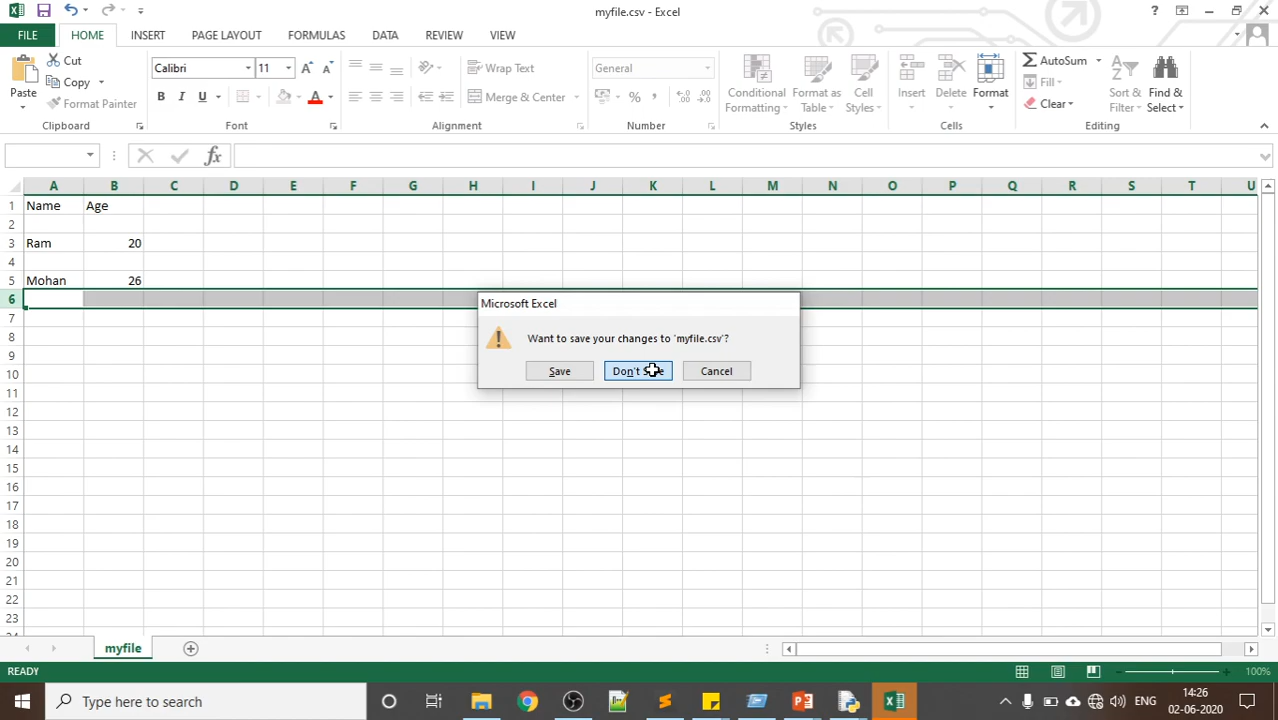 myfile.csv - Excel
FILE HOME INSERT PAGE LAYOUT FORMULAS DATA REVIEW VIEW
Paste
Cut
Copy
Format Painter
Clipboard
Calibri 11
B I U A
Font
Wrap Text
Merge & Center
Alignment
General
%
Number
Conditional Formatting
Format as Table
Cell Styles
Styles
Insert Delete Format
Cells
AutoSum
Fill
Clear
Sort & Filter
Find & Select
Editing
fx
A B C D E F G H I J K L M N O P Q R S T U
1 Name Age
2
3 Ram 20
4
5 Mohan 26
6
7
8
9
10
11
12
13
14
15
16
17
18
19
20
21
22
23
Microsoft Excel
Want to save your changes to 'myfile.csv'?
Save Don't Cancel
myfile
READY 100%
Type here to search
ENG
14:26
02-06-2020